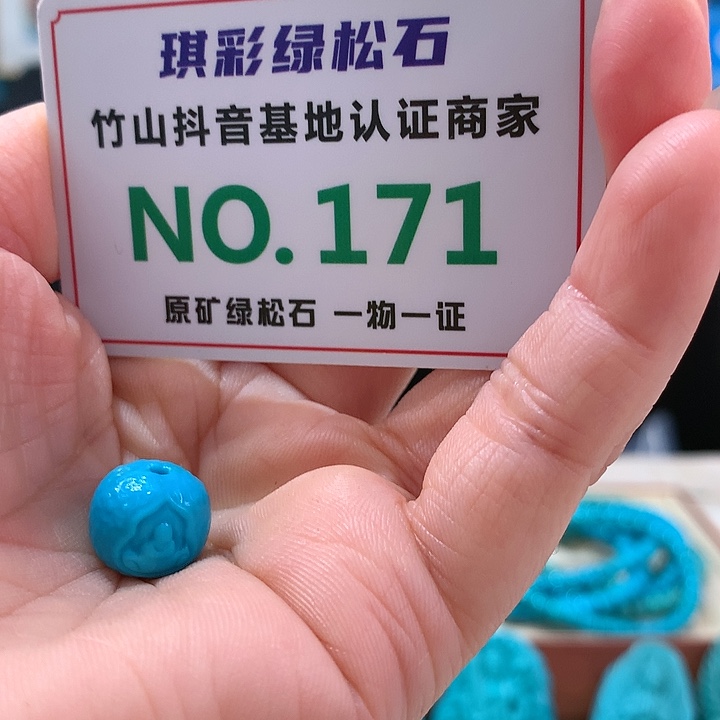 琪彩绿松石
竹山抖音基地认证商家
NO.171
原矿绿松石 一物一证